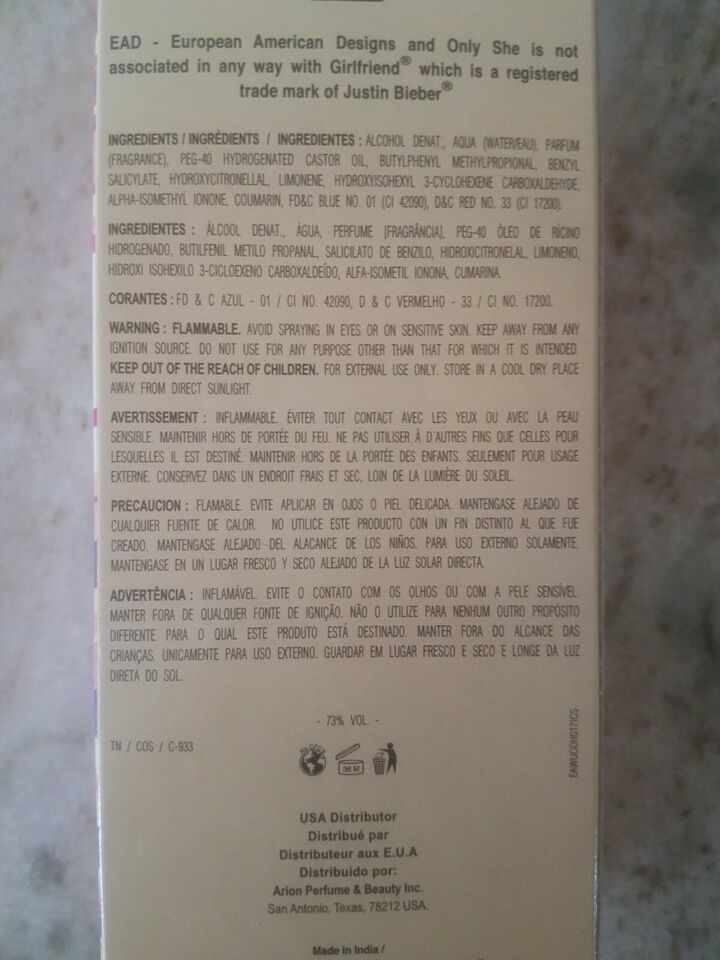 EAD - European American Designs and Only She is not
associated in any way with Girlfriend® which is a registered
trade mark of Justin Bieber®
INGREDIENTS / INGRÉDIENTS / INGREDIENTES : ALCOHOL DENAT., AQUA (WATER/EAU), PARFUM
(FRAGRANCE), PEG-40 HYDROGENATED CASTOR OIL, BUTYLPHENYL METHYLPROPIONAL, BENZYL
SALICYLATE, HYDROXYCITRONELLAL, LIMONENE, HYDROXYISOHEXYL 3-CYCLOHEXENE CARBOXALDEHYDE,
ALPHA-ISOMETHYL IONONE, COUMARIN, FD&C BLUE NO. 01 (CI 42090), D&C RED NO. 33 (CI 17200).
INGREDIENTES : ÁLCOOL DENAT., ÁGUA, PERFUME [FRAGRÂNCIA], PEG-40 ÒLEO DE RÍCINO
HIDROGENADO, BUTILFENIL METILO PROPANAL, SALICILATO DE BENZILO, HIDROXICITRONELAL, LIMONENO,
HIDROXI ISOHEXILO 3-CICLOEXENO CARBOXALDEÍDO, ALFA-ISOMETIL IONONA, CUMARINA.
CORANTES : FD & C AZUL - 01 / CI NO. 42090, D & C VERMELHO - 33 / CI NO. 17200.
WARNING : FLAMMABLE. AVOID SPRAYING IN EYES OR ON SENSITIVE SKIN. KEEP AWAY FROM ANY
IGNITION SOURCE. DO NOT USE FOR ANY PURPOSE OTHER THAN THAT FOR WHICH IT IS INTENDED.
KEEP OUT OF THE REACH OF CHILDREN. FOR EXTERNAL USE ONLY. STORE IN A COOL DRY PLACE
AWAY FROM DIRECT SUNLIGHT.
AVERTISSEMENT : INFLAMMABLE. ÉVITER TOUT CONTACT AVEC LES YEUX OU AVEC LA PEAU
SENSIBLE. MAINTENIR HORS DE PORTÉE DU FEU. NE PAS UTILISER À D'AUTRES FINS QUE CELLES POUR
LESQUELLES IL EST DESTINÉ. MAINTENIR HORS DE LA PORTÉE DES ENFANTS. SEULEMENT POUR USAGE
EXTERNE. CONSERVEZ DANS UN ENDROIT FRAIS ET SEC, LOIN DE LA LUMIÈRE DU SOLEIL.
PRECAUCION : FLAMABLE. EVITE APLICAR EN OJOS O PIEL DELICADA. MANTENGASE ALEJADO DE
CUALQUIER FUENTE DE CALOR. NO UTILICE ESTE PRODUCTO CON UN FIN DISTINTO AL QUE FUE
CREADO. MANTENGASE ALEJADO DEL ALACANCE DE LOS NIÑOS. PARA USO EXTERNO SOLAMENTE.
MANTENGASE EN UN LUGAR FRESCO Y SECO ALEJADO DE LA LUZ SOLAR DIRECTA.
ADVERTÊNCIA : INFLAMÁVEL. EVITE O CONTATO COM OS OLHOS OU COM A PELE SENSÍVEL.
MANTER FORA DE QUALQUER FONTE DE IGNIÇÃO. NÃO O UTILIZE PARA NENHUM OUTRO PROPÓSITO
DIFERENTE PARA O QUAL ESTE PRODUTO ESTÁ DESTINADO. MANTER FORA DO ALCANCE DAS
CRIANÇAS. UNICAMENTE PARA USO EXTERNO. GUARDAR EM LUGAR FRESCO E SECO E LONGE DA LUZ
DIRETA DO SOL.
- 73% VOL. -
TN / COS / C-933
36 M
USA Distributor
Distribué par
Distributeur aux E.U.A
Distribuido por:
Arion Perfume & Beauty Inc.
San Antonio, Texas, 78212 USA.
Made in India /